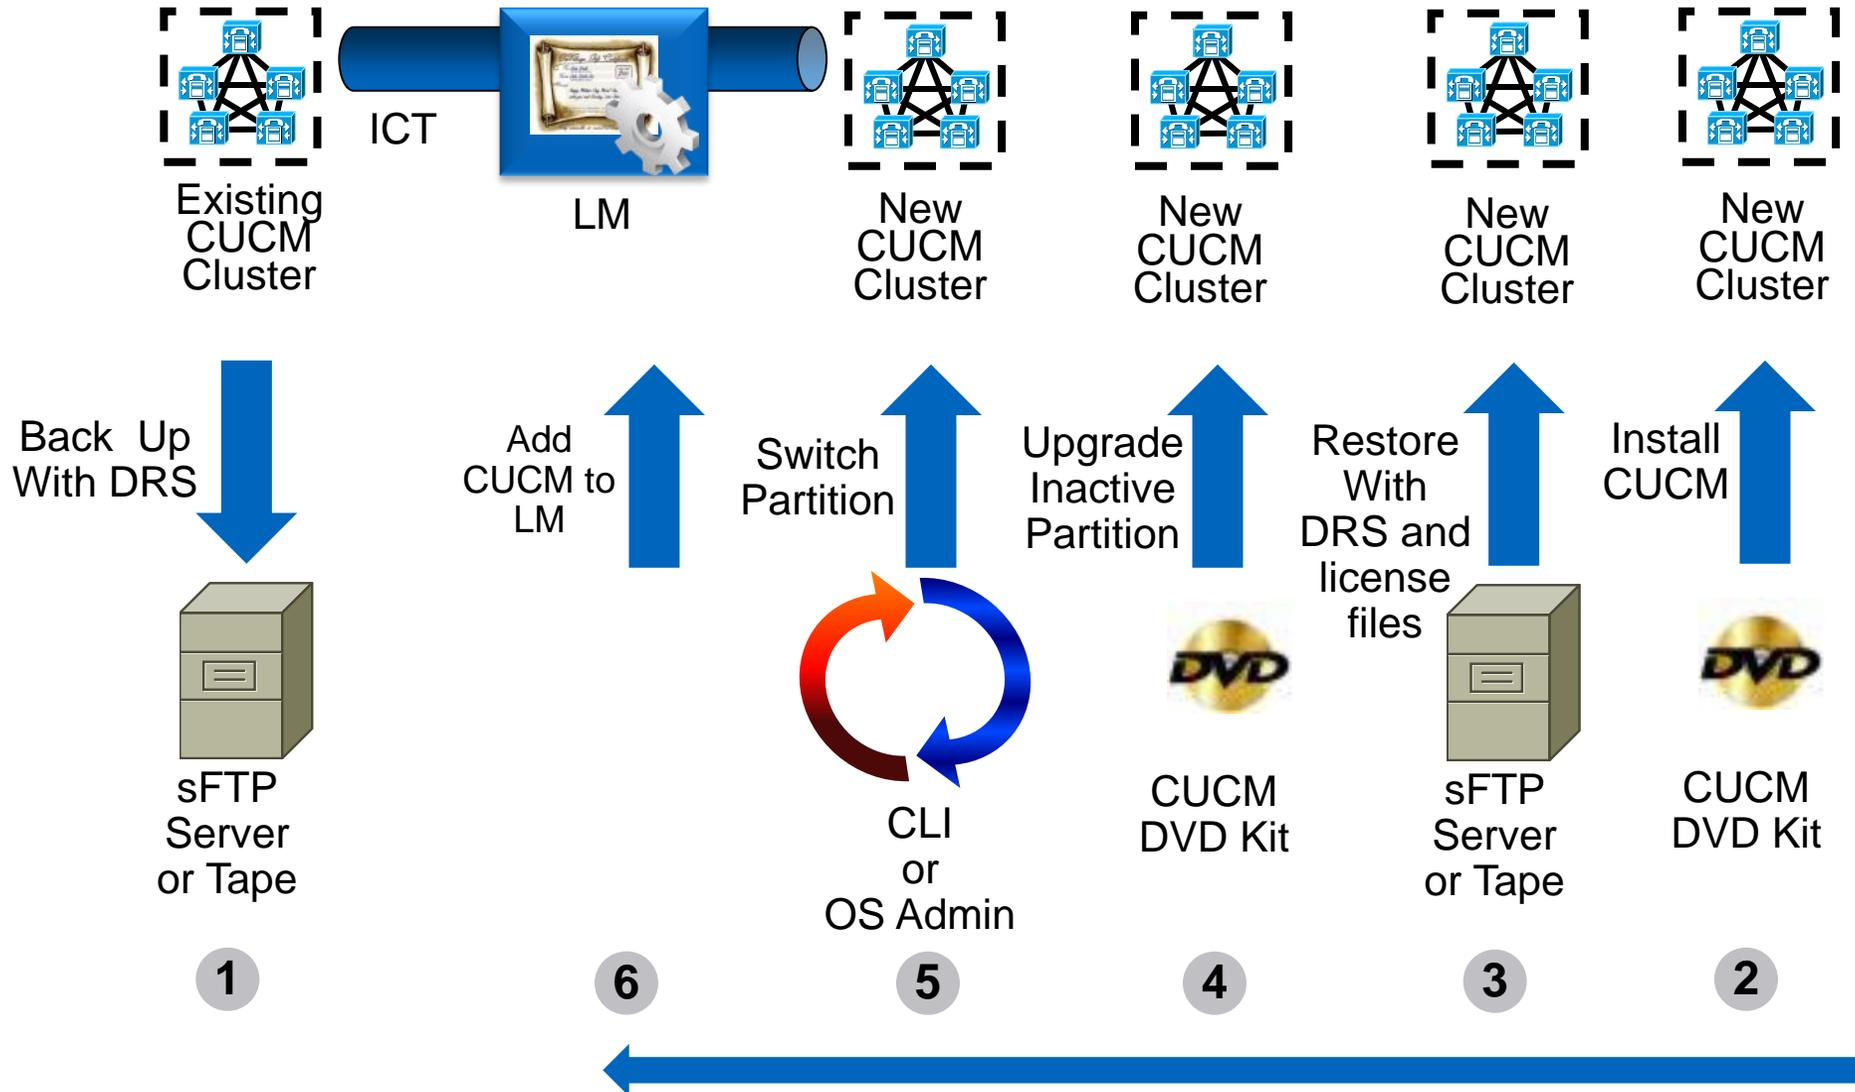 ICT
LM
Existing
CUCM
Cluster
New
CUCM
Cluster
New
CUCM
Cluster
New
CUCM
Cluster
New
CUCM
Cluster
Back Up
With DRS
Add
CUCM to
LM
Switch
Partition
Upgrade
Inactive
Partition
Restore
With
DRS and
license
files
Install
CUCM
DVD
DVD
sFTP
Server
or Tape
CLI
or
OS Admin
CUCM
DVD Kit
sFTP
Server
or Tape
CUCM
DVD Kit
1
6
5
4
3
2